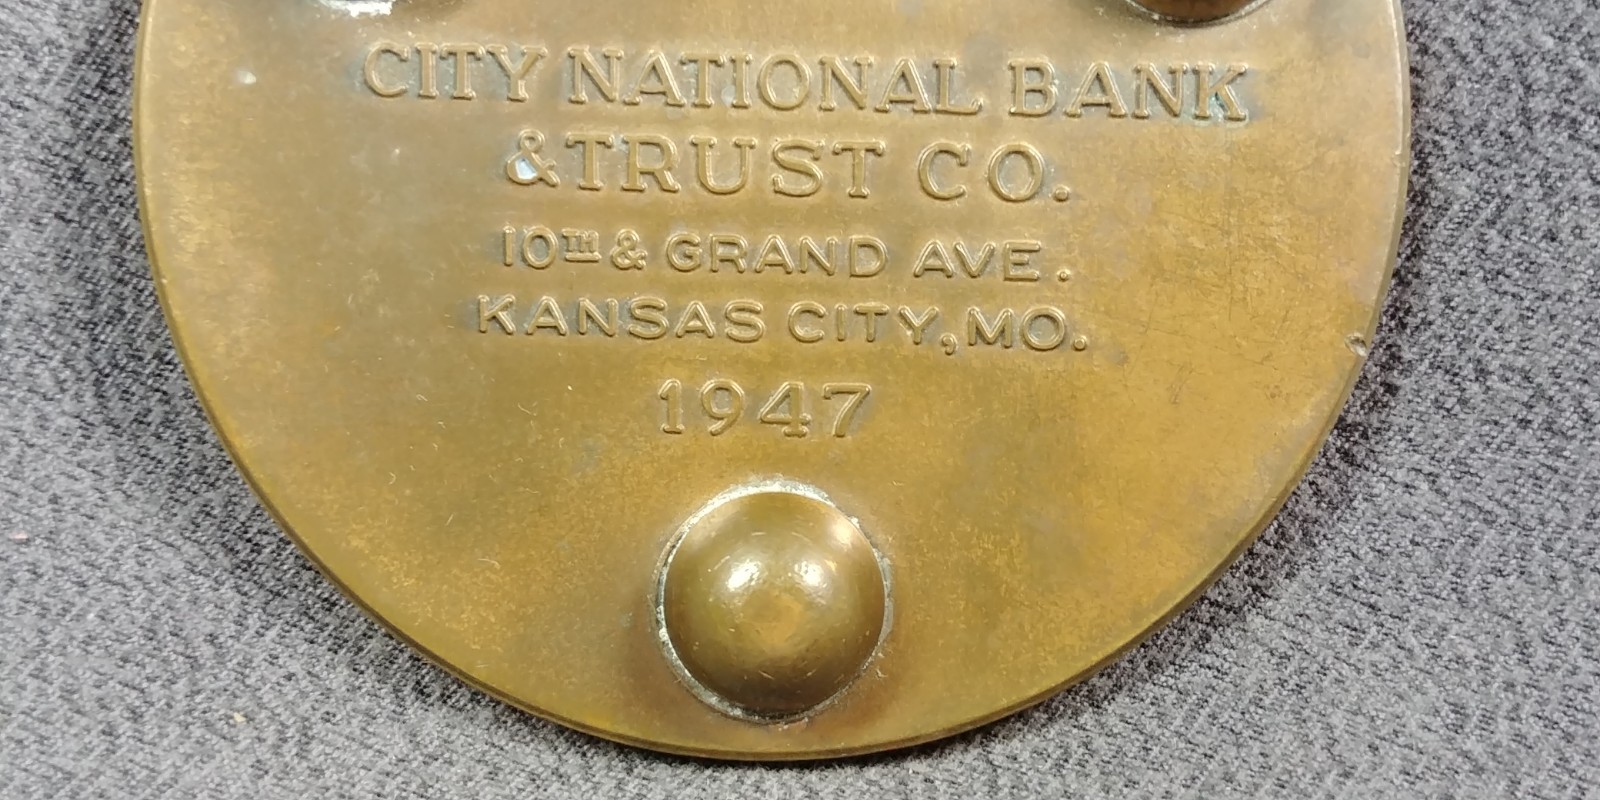 CITY NATIONAL BANK
& TRUST CO.
10TH & GRAND AVE.
KANSAS CITY, MO.
1947